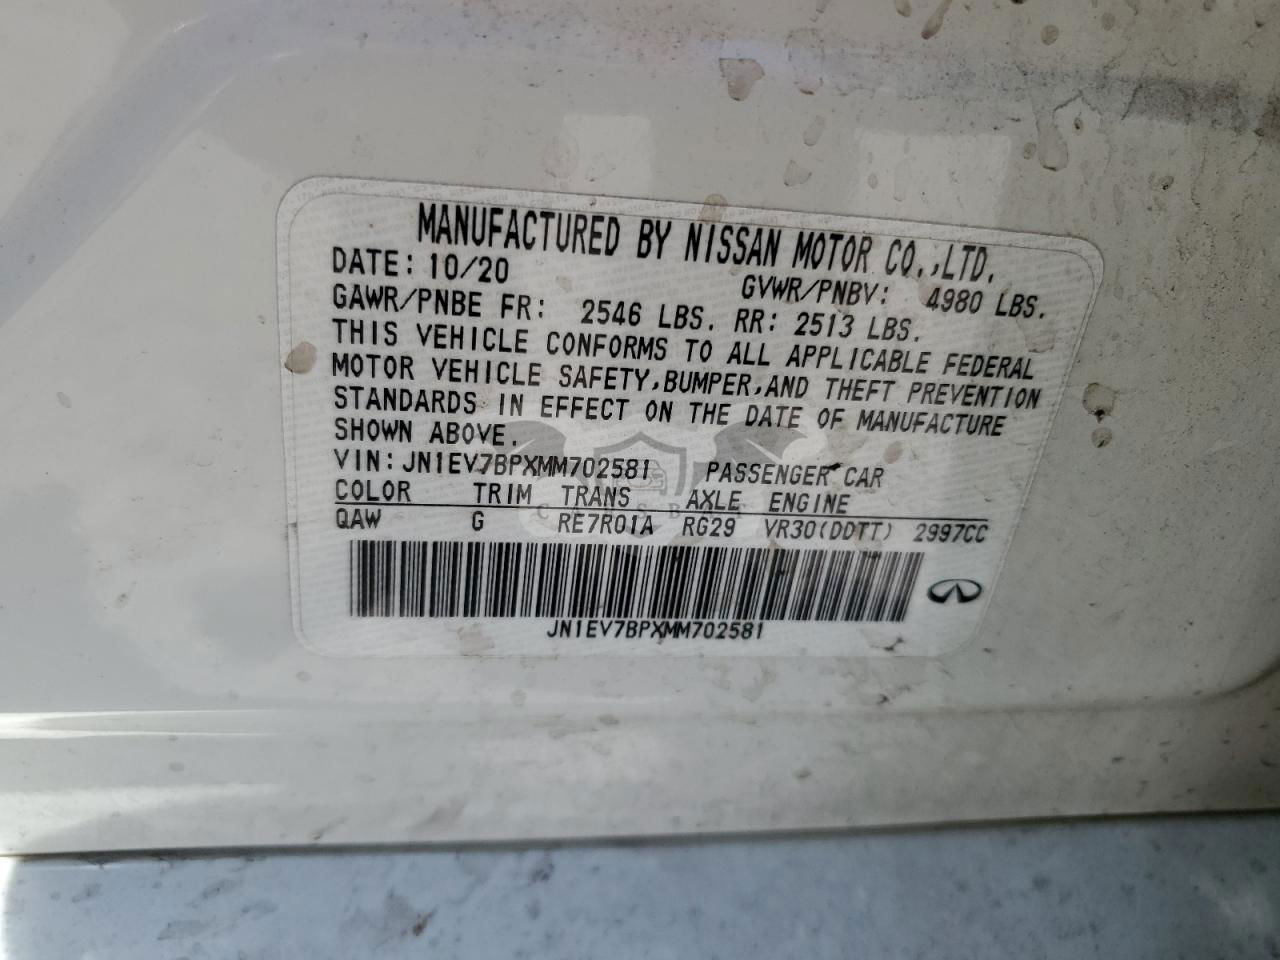 MANUFACTURED BY NISSAN MOTOR CO.,LTD.
DATE: 10/20 GVWR/PNBV: 4980 LBS.
GAWR/PNBE FR: 2546 LBS. RR: 2513 LBS.
THIS VEHICLE CONFORMS TO ALL APPLICABLE FEDERAL
MOTOR VEHICLE SAFETY,BUMPER,AND THEFT PREVENTION
STANDARDS IN EFFECT ON THE DATE OF MANUFACTURE
SHOWN ABOVE.
VIN: JN1EV7BPXMM702581 PASSENGER CAR
COLOR TRIM TRANS AXLE ENGINE
QAW G RE7R01A RG29 VR30(DDTT) 2997CC
JN1EV7BPXMM702581